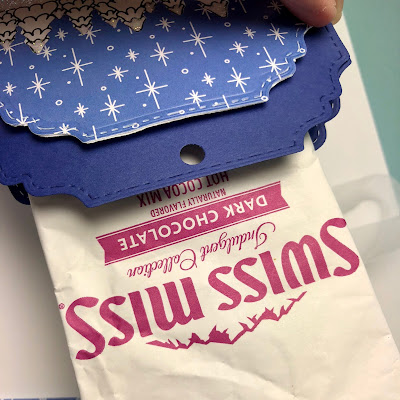 SWISS MISS®
Indulgent Collection
DARK CHOCOLATE
NATURALLY FLAVORED
HOT COCOA MIX